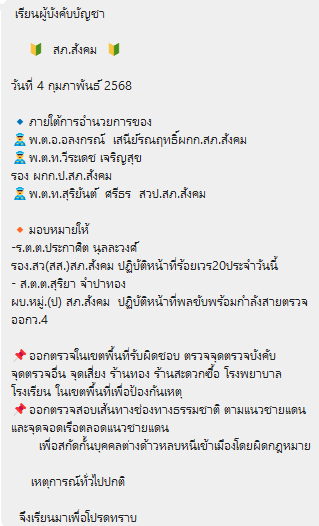 เรียนผู้บังคับบัญชา
🔰 สภ.สังคม 🔰
วันที่ 4 กุมภาพันธ์ 2568
🔹ภายใต้การอำนวยการของ
👮พ.ต.อ.อลงกรณ์ เสนีย์รณฤทธิ์ผกก.สภ.สังคม
👮พ.ต.ท.วีระเดช เจริญสุข
รอง ผกก.ป.สภ.สังคม
👮พ.ต.ท.สุริยันต์ ศรีธร สวป.สภ.สังคม
🔸มอบหมายให้
-ร.ต.ต.ประกาศิต นุลละวงศ์
รอง.สว(สส.)สภ.สังคม ปฏิบัติหน้าที่ร้อยเวร20ประจำวันนี้
- ส.ต.ต.สุริยา จำปาทอง
ผบ.หมู่.(ป) สภ.สังคม ปฏิบัติหน้าที่พลขับพร้อมกำลังสายตรวจ
ออกว.4
📌ออกตรวจในเขตพื้นที่รับผิดชอบ ตรวจจุดตรวจบังคับ
จุดตรวจอื่น จุดเสี่ยง ร้านทอง ร้านสะดวกซื้อ โรงพยาบาล
โรงเรียน ในเขตพื้นที่เพื่อป้องกันเหตุ
📌ออกตรวจสอบเส้นทางช่องทางธรรมชาติ ตามแนวชายแดน
และจุดจอดเรือตลอดแนวชายแดน
เพื่อสกัดกั้นบุคคลต่างด้าวหลบหนีเข้าเมืองโดยผิดกฎหมาย
เหตุการณ์ทั่วไปปกติ
จึงเรียนมาเพื่อโปรดทราบ